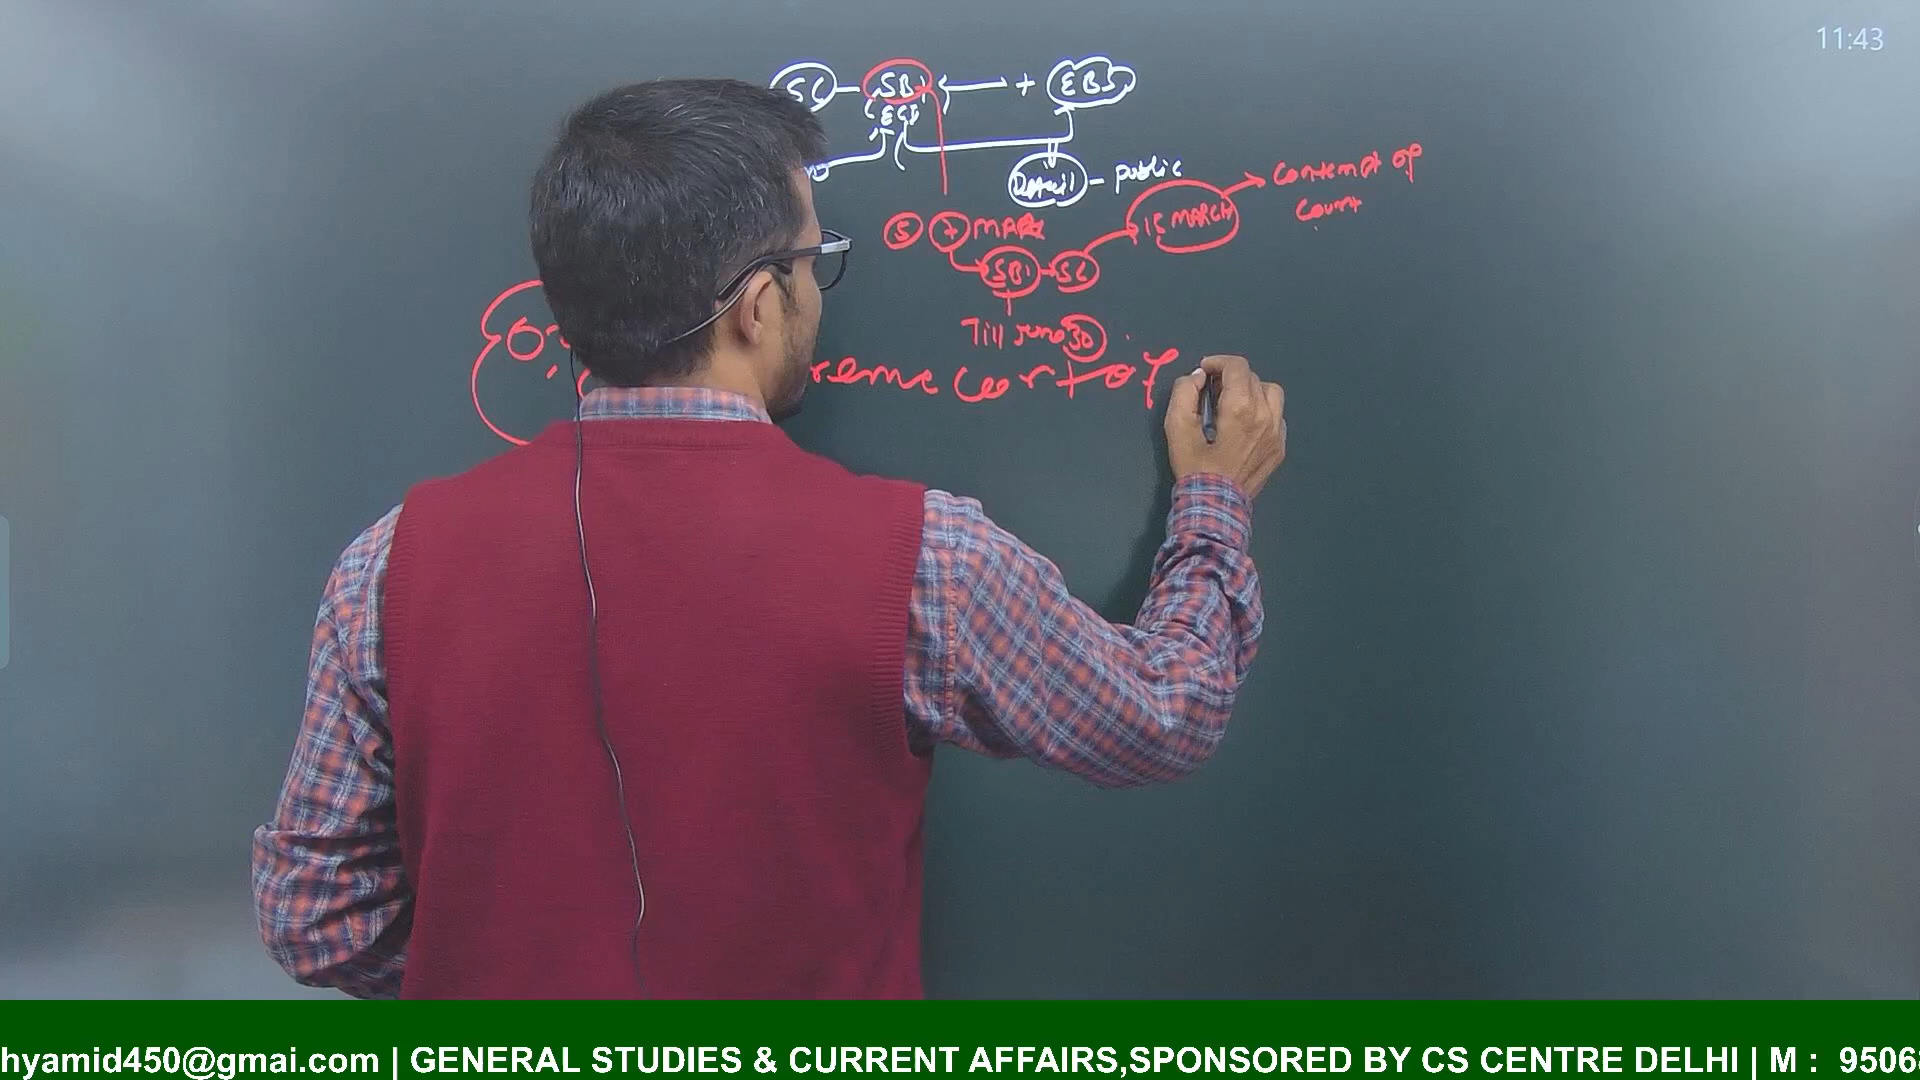 11:43
SC - SBI + EBS
ECI
Detail - public
contempt of
court
15 MARCH
5 7 MARCH
SBI SC
Till June 30
reme court of
hyamid450@gmai.com | GENERAL STUDIES & CURRENT AFFAIRS,SPONSORED BY CS CENTRE DELHI | M : 9506